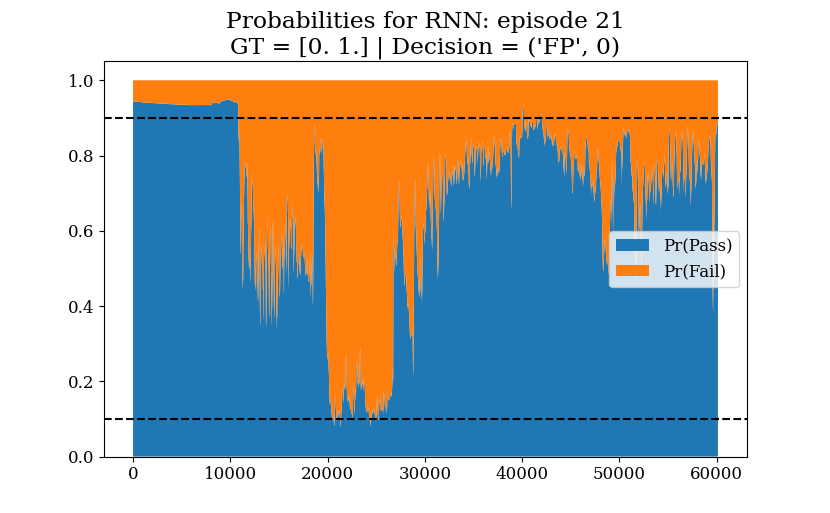 Probabilities for RNN: episode 21
GT = [0. 1.] | Decision = ('FP', 0)
1.0
0.8
0.6
0.4
0.2
0.0
Pr(Pass)
Pr(Fail)
0 10000 20000 30000 40000 50000 60000